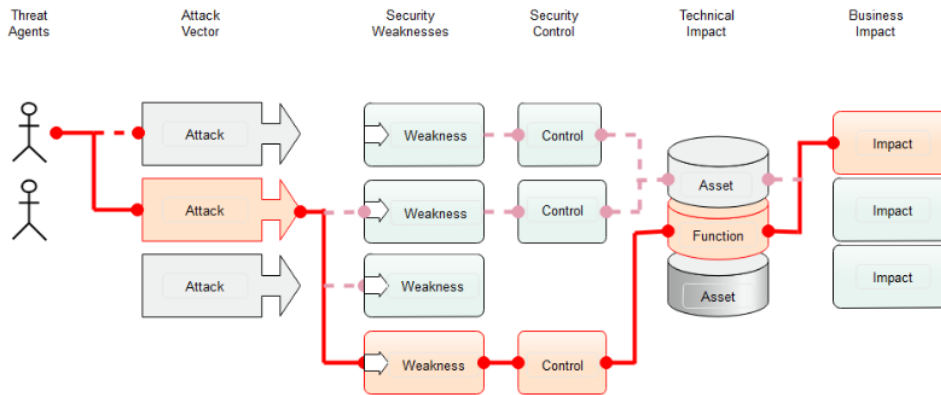 Threat
Agents
Attack
Vector
Security
Weaknesses
Security
Control
Technical
Impact
Business
Impact
Attack
Weakness
Control
Asset
Impact
Attack
Weakness
Control
Function
Impact
Attack
Weakness
Asset
Impact
Weakness
Control